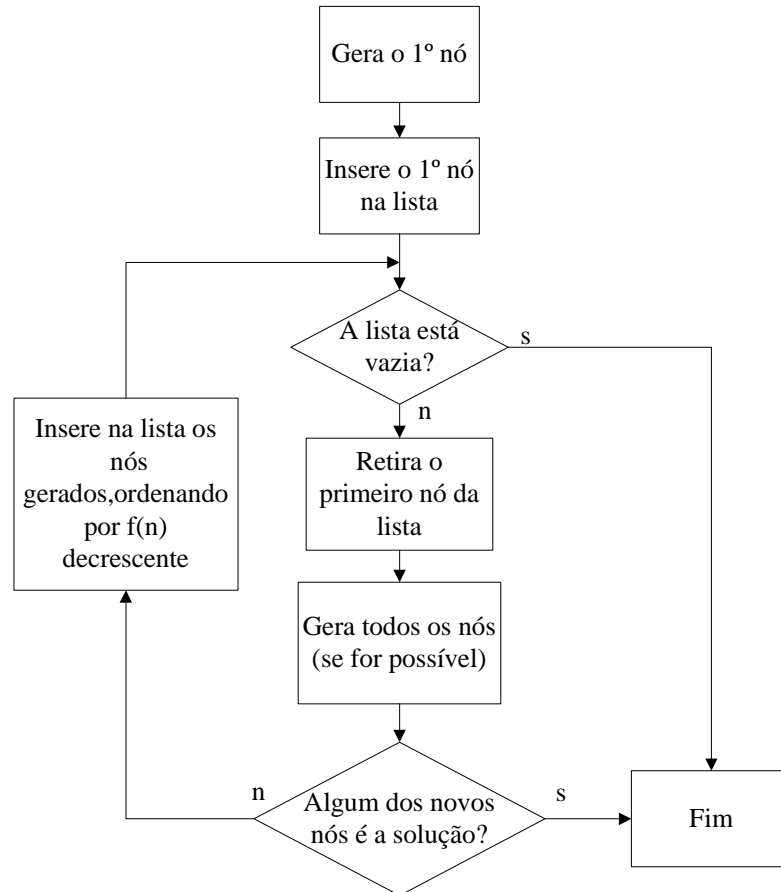 Gera o 1º nó
Insere o 1º nó
na lista
A lista está
vazia?
s
n
Insere na lista os
nós
gerados,ordenando
por f(n)
decrescente
Retira o
primeiro nó da
lista
Gera todos os nós
(se for possível)
n
Algum dos novos
nós é a solução?
s
Fim